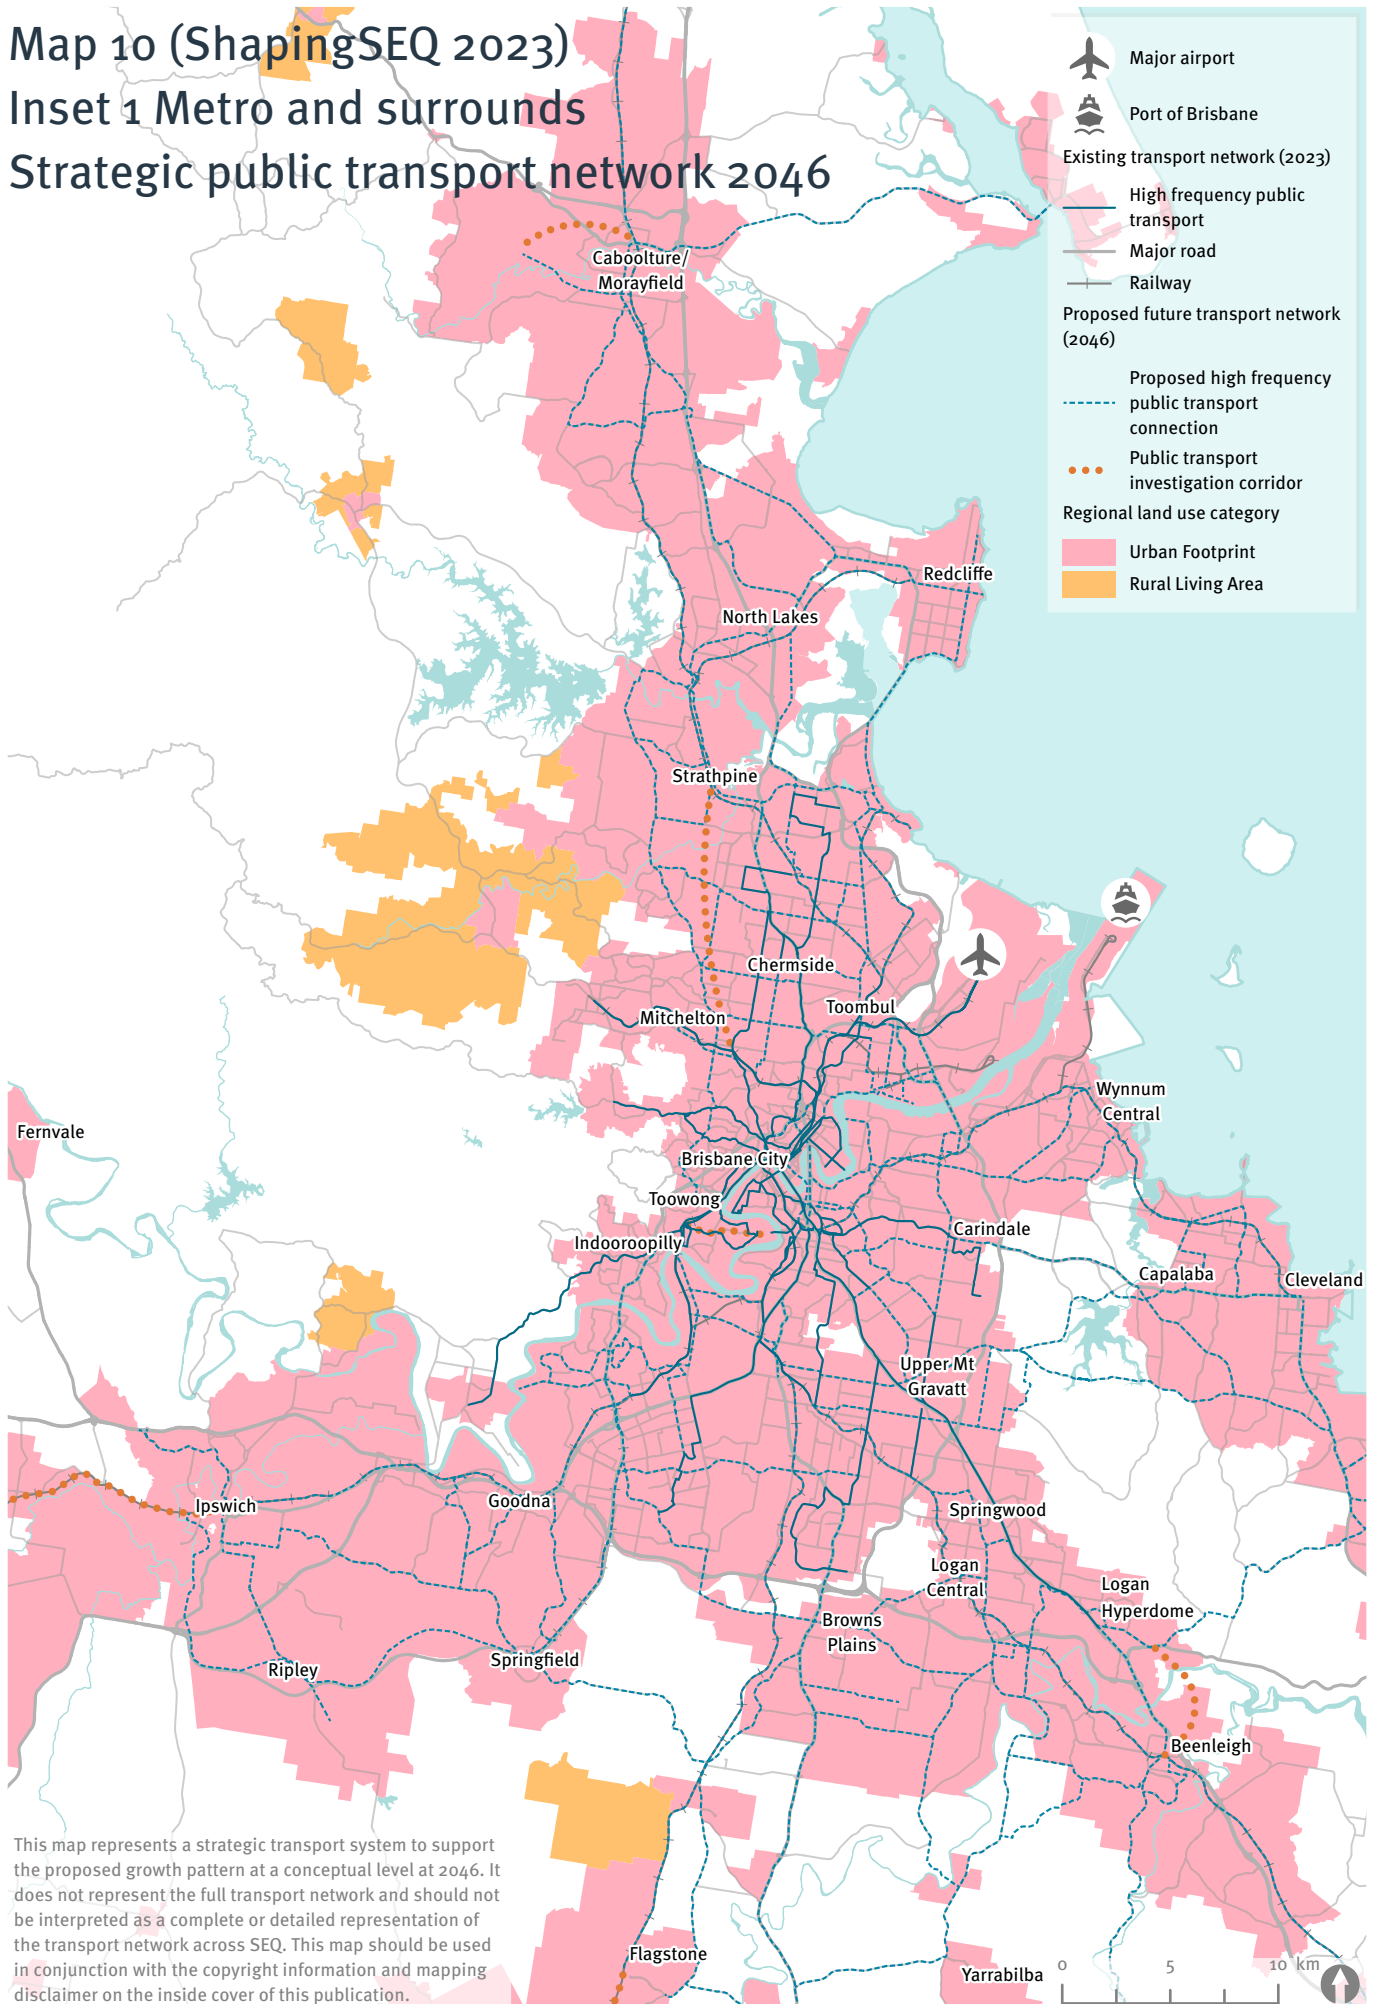 Map 10 (ShapingSEQ 2023)
Inset 1 Metro and surrounds
Strategic public transport network 2046
Major airport
Port of Brisbane
Existing transport network (2023)
High frequency public
transport
Major road
Railway
Proposed future transport network
(2046)
Proposed high frequency
public transport
connection
Public transport
investigation corridor
Regional land use category
Urban Footprint
Rural Living Area
Caboolture/
Morayfield
Redcliffe
North Lakes
Strathpine
Chermside
Toombul
Mitchelton
Wynnum
Central
Fernvale
Brisbane City
Toowong
Indooroopilly
Carindale
Capalaba
Cleveland
Upper Mt
Gravatt
Ipswich
Goodna
Springwood
Logan
Central
Logan
Hyperdome
Browns
Plains
Springfield
Ripley
Beenleigh
Flagstone
Yarrabilba
This map represents a strategic transport system to support
the proposed growth pattern at a conceptual level at 2046. It
does not represent the full transport network and should not
be interpreted as a complete or detailed representation of
the transport network across SEQ. This map should be used
in conjunction with the copyright information and mapping
disclaimer on the inside cover of this publication.
0 5 10 km